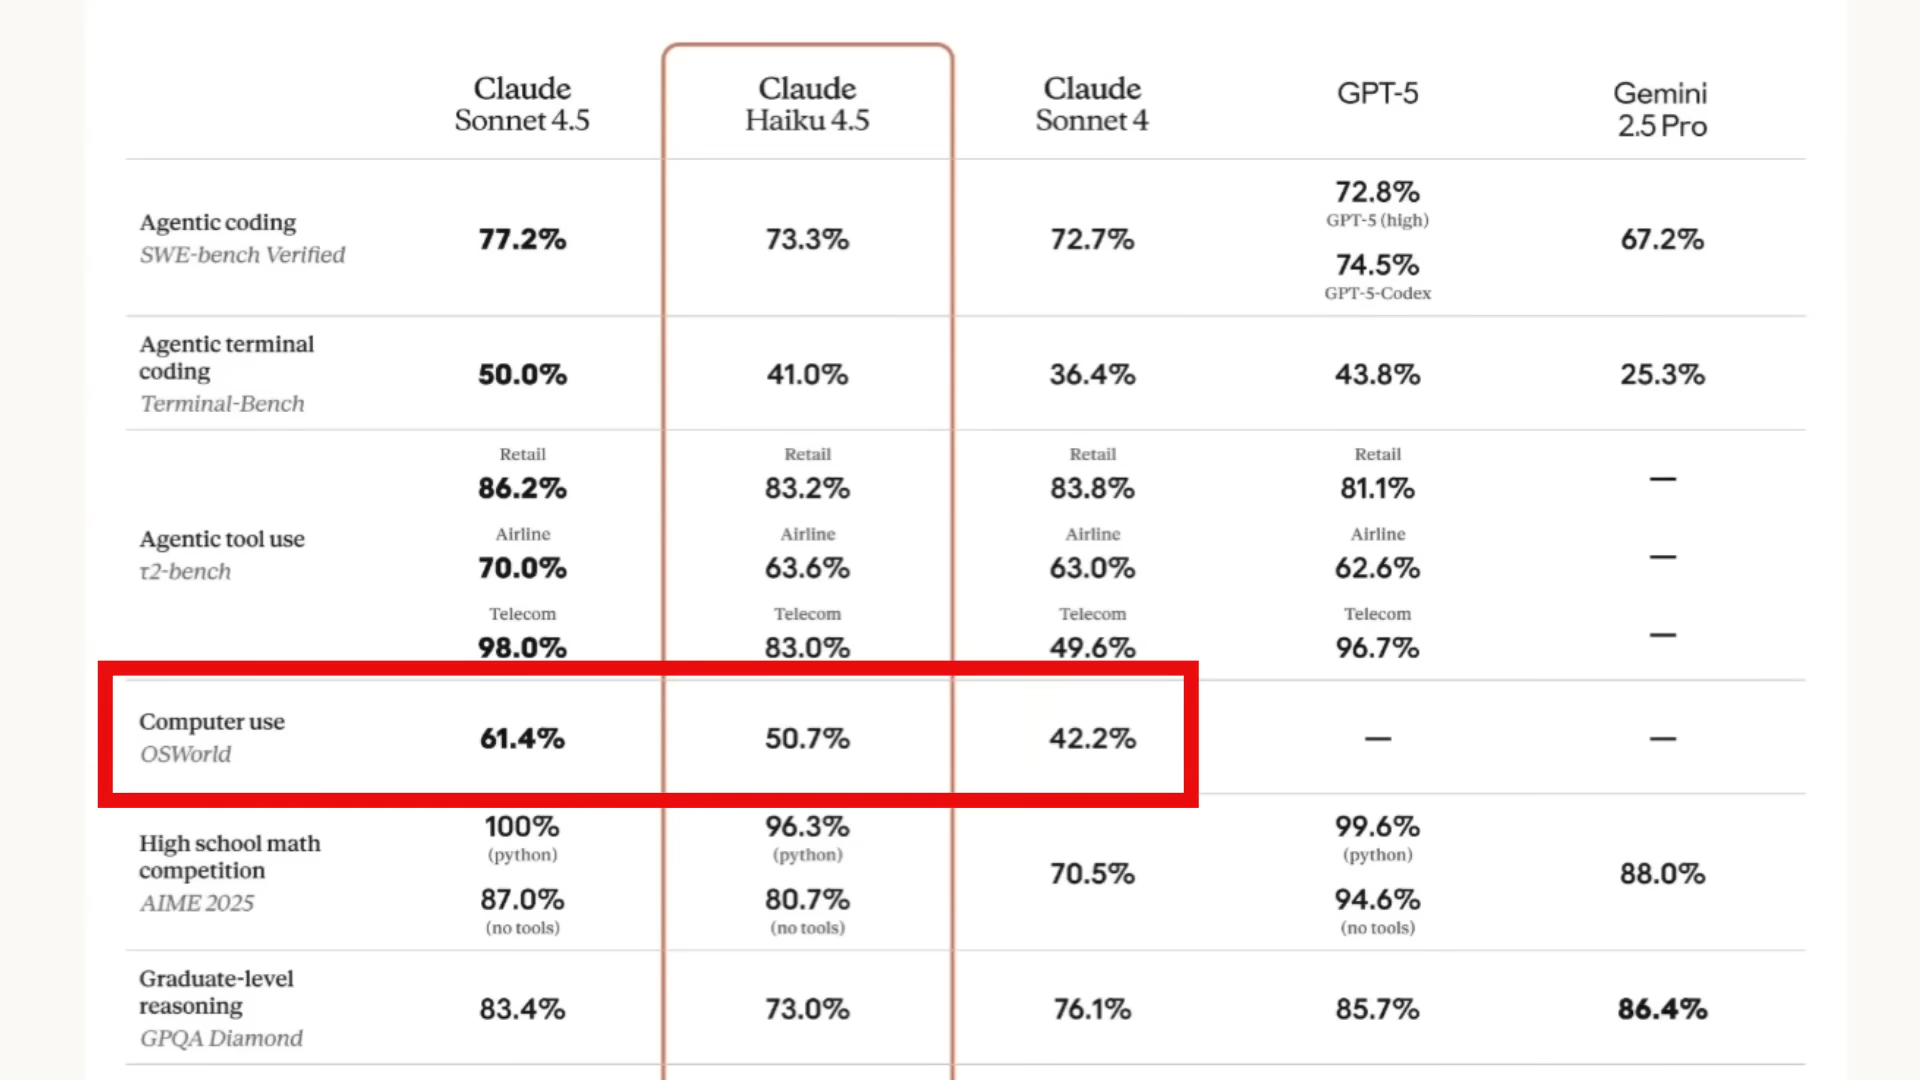 Claude
Sonnet 4.5
Claude
Haiku 4.5
Claude
Sonnet 4
GPT-5
Gemini
2.5 Pro
Agentic coding
SWE-bench Verified
77.2%
73.3%
72.7%
72.8%
GPT-5 (high)
74.5%
GPT-5-Codex
67.2%
Agentic terminal
coding
Terminal-Bench
50.0%
41.0%
36.4%
43.8%
25.3%
Agentic tool use
τ2-bench
Retail
86.2%
Airline
70.0%
Telecom
98.0%
Retail
83.2%
Airline
63.6%
Telecom
83.0%
Retail
83.8%
Airline
63.0%
Telecom
49.6%
Retail
81.1%
Airline
62.6%
Telecom
96.7%
—
—
—
Computer use
OSWorld
61.4%
50.7%
42.2%
—
—
High school math
competition
AIME 2025
100%
(python)
87.0%
(no tools)
96.3%
(python)
80.7%
(no tools)
70.5%
99.6%
(python)
94.6%
(no tools)
88.0%
Graduate-level
reasoning
GPQA Diamond
83.4%
73.0%
76.1%
85.7%
86.4%